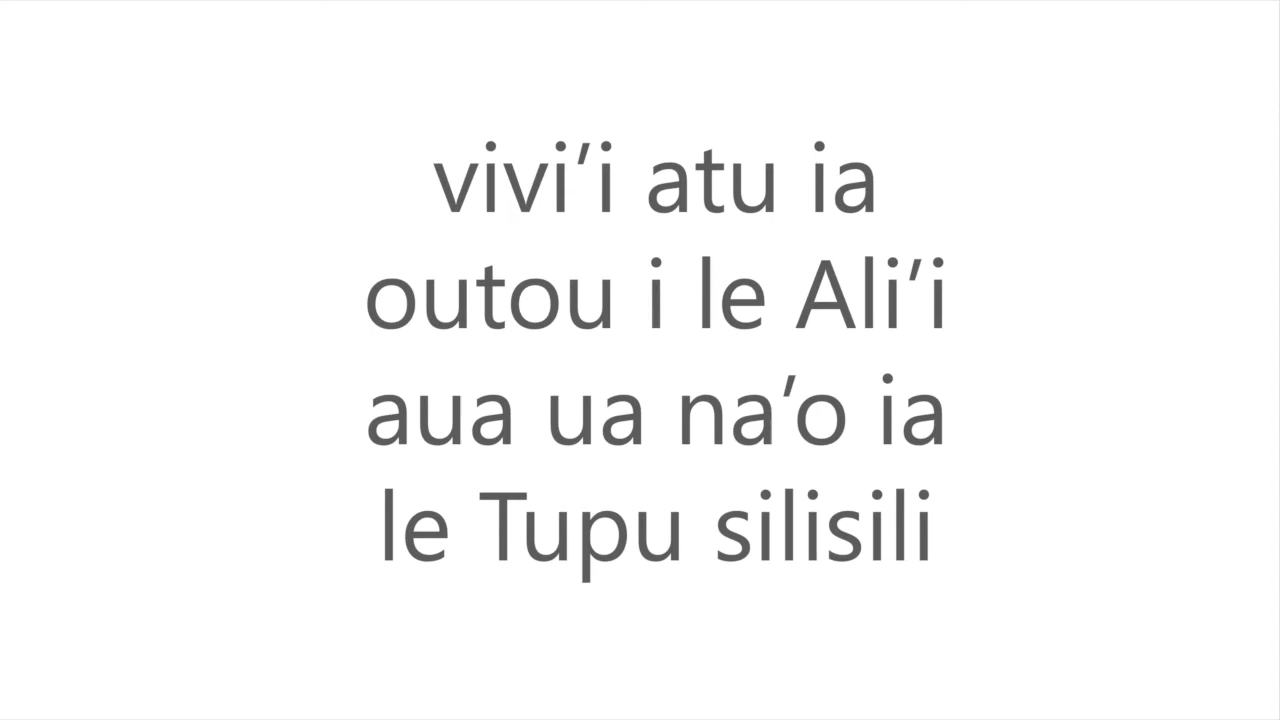 vivi’i atu ia
outou i le Ali’i
aua ua na’o ia
le Tupu silisili